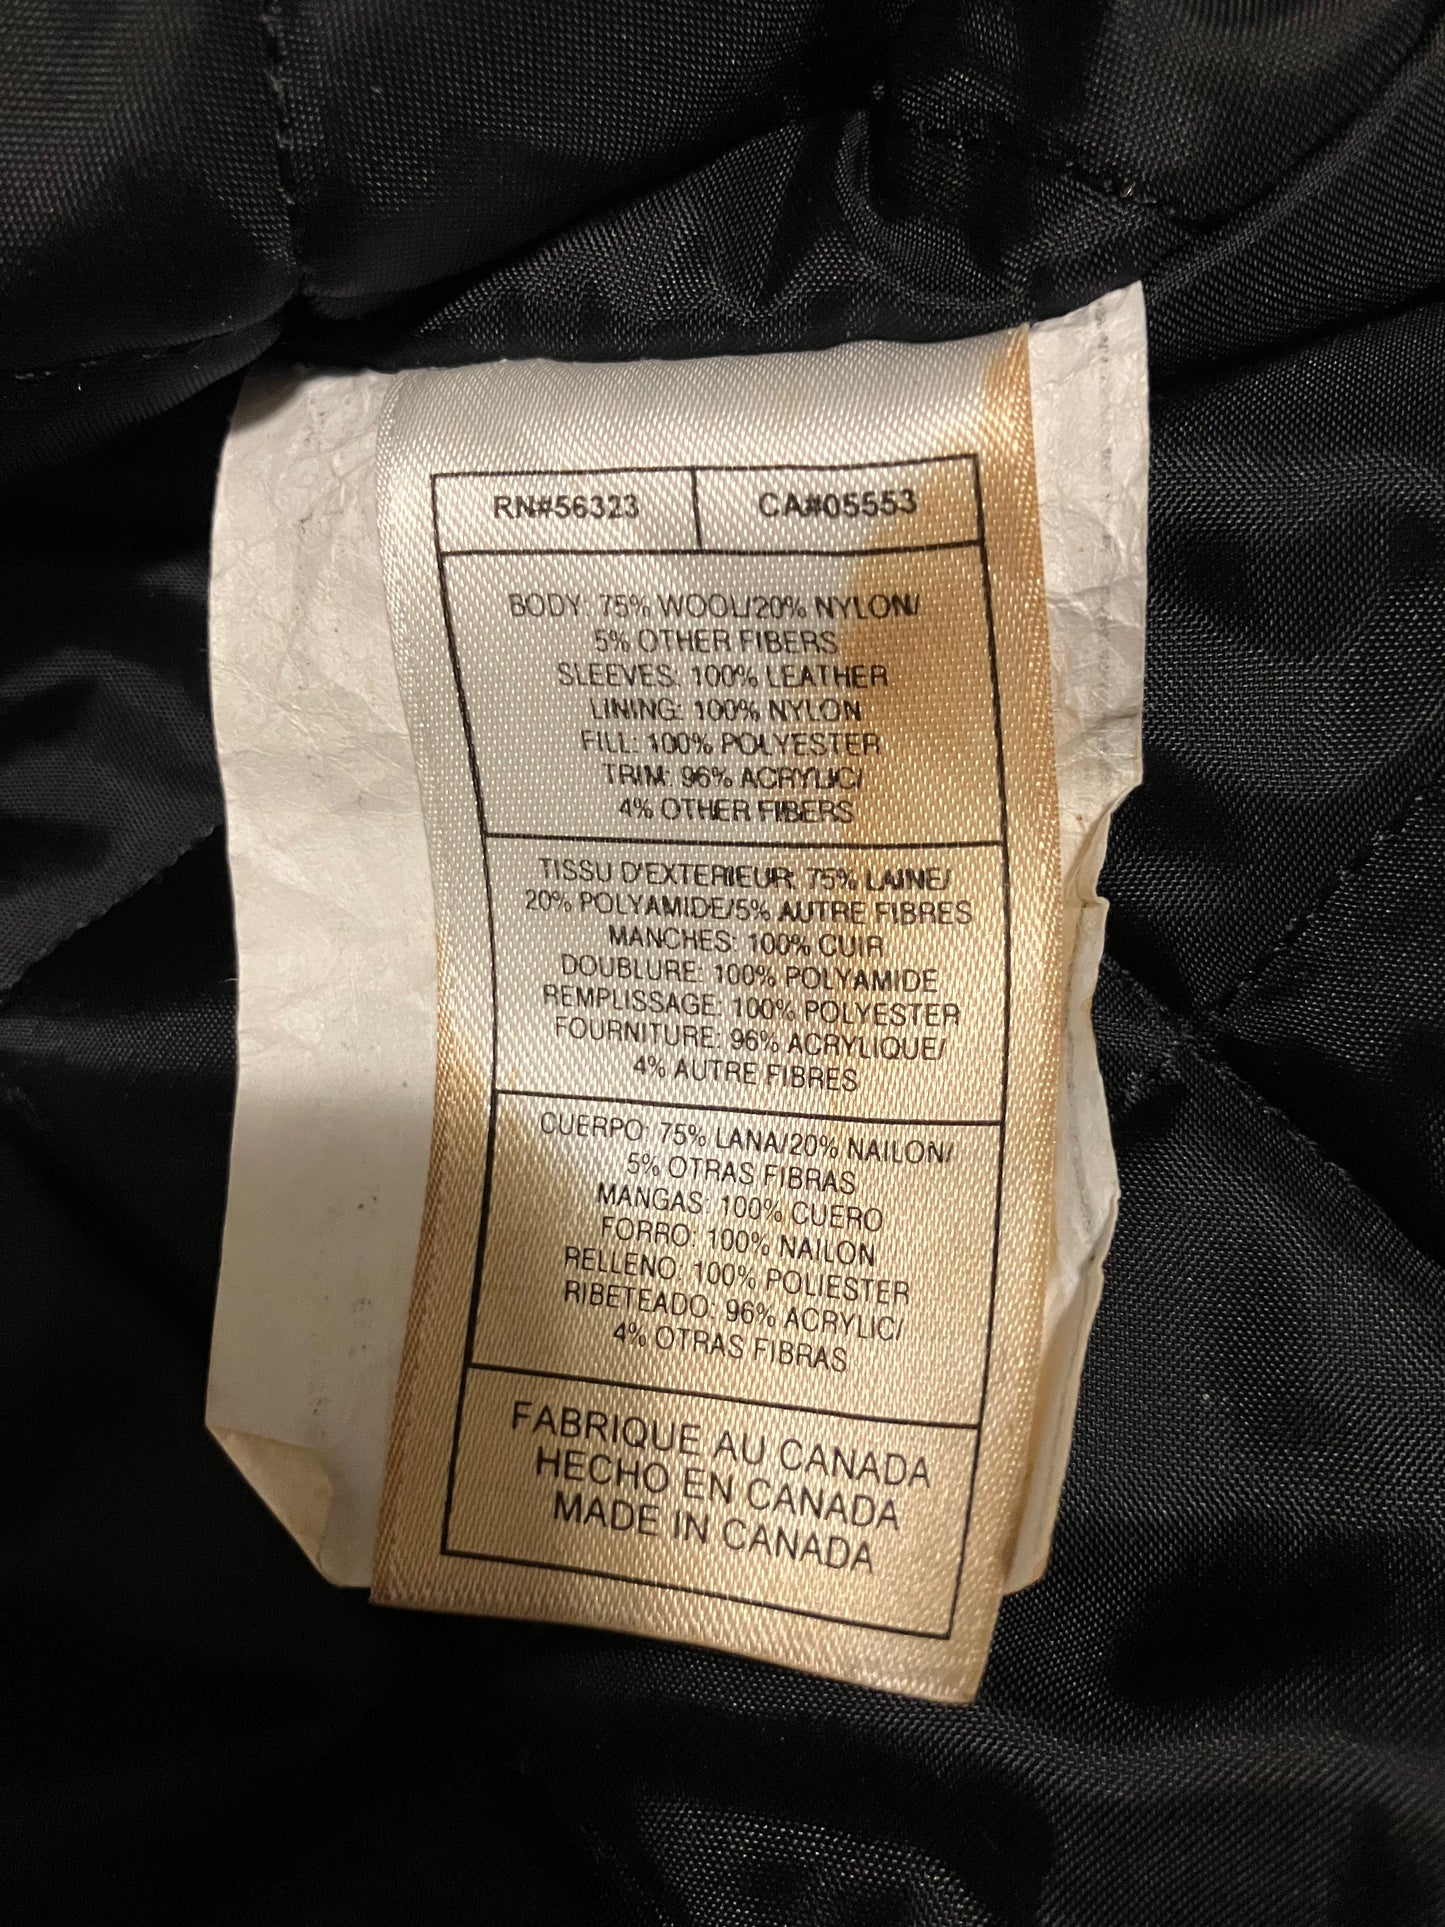 RN#56323 CA#05553
BODY: 75% WOOL/20% NYLON/
5% OTHER FIBERS
SLEEVES: 100% LEATHER
LINING: 100% NYLON
FILL: 100% POLYESTER
TRIM: 96% ACRYLIC/
4% OTHER FIBERS
TISSU D'EXTERIEUR: 75% LAINE/
20% POLYAMIDE/5% AUTRE FIBRES
MANCHES: 100% CUIR
DOUBLURE: 100% POLYAMIDE
REMPLISSAGE: 100% POLYESTER
FOURNITURE: 96% ACRYLIQUE/
4% AUTRE FIBRES
CUERPO: 75% LANA/20% NAILON/
5% OTRAS FIBRAS
MANGAS: 100% CUERO
FORRO: 100% NAILON
RELLENO: 100% POLIESTER
RIBETEADO: 96% ACRYLIC/
4% OTRAS FIBRAS
FABRIQUE AU CANADA
HECHO EN CANADA
MADE IN CANADA